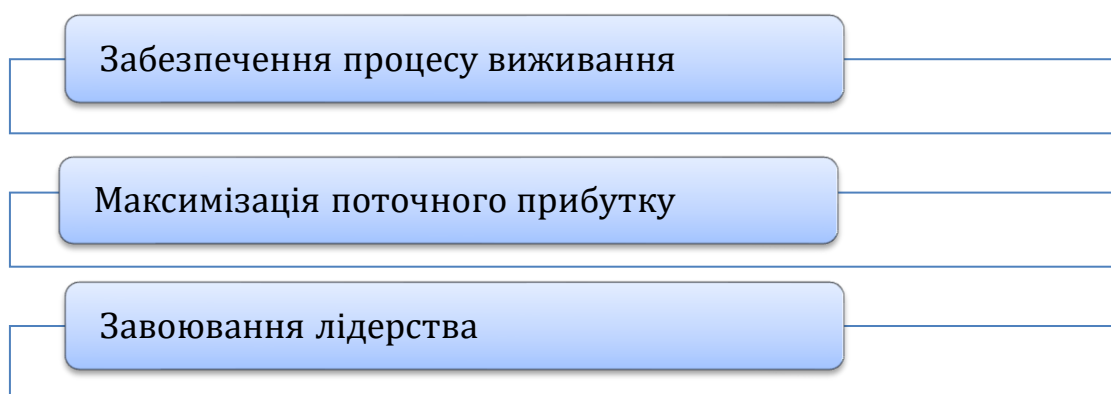 Забезпечення процесу виживання
Максимізація поточного прибутку
Завоювання лідерства